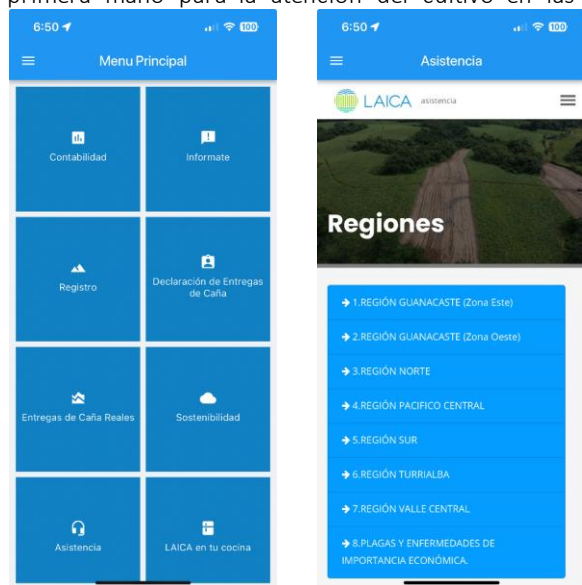 primera mano para la atención del cultivo en las
6:50
100
Menu Principal
Contabilidad
Informate
Registro
Declaración de Entregas
de Caña
Entregas de Caña Reales
Sostenibilidad
Asistencia
LAICA en tu cocina
6:50
100
Asistencia
LAICA asistencia
Regiones
1.REGIÓN GUANACASTE (Zona Este)
2.REGIÓN GUANACASTE (Zona Oeste)
3.REGIÓN NORTE
4.REGIÓN PACIFICO CENTRAL
5.REGIÓN SUR
6.REGIÓN TURRIALBA
7.REGIÓN VALLE CENTRAL
8.PLAGAS Y ENFERMEDADES DE
IMPORTANCIA ECONÓMICA.